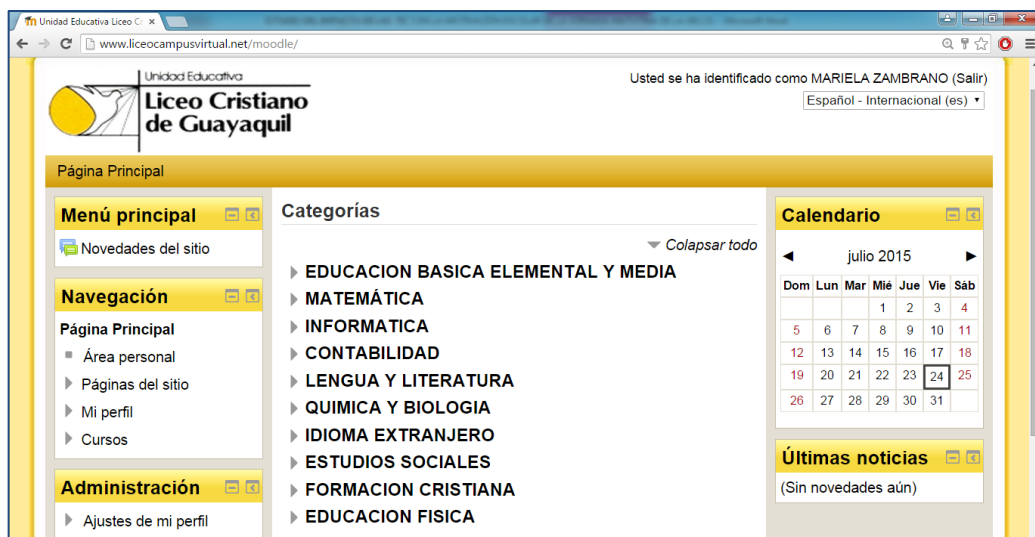 Unidad Educativa Liceo Cr
www.liceocampusvirtual.net/moodle/
Unidad Educativa
Liceo Cristiano
de Guayaquil
Usted se ha identificado como MARIELA ZAMBRANO (Salir)
Español - Internacional (es)
Página Principal
Menú principal
Novedades del sitio
Navegación
Página Principal
Área personal
Páginas del sitio
Mi perfil
Cursos
Administración
Ajustes de mi perfil
Categorías
Colapsar todo
EDUCACION BASICA ELEMENTAL Y MEDIA
MATEMÁTICA
INFORMATICA
CONTABILIDAD
LENGUA Y LITERATURA
QUIMICA Y BIOLOGIA
IDIOMA EXTRANJERO
ESTUDIOS SOCIALES
FORMACION CRISTIANA
EDUCACION FISICA
Calendario
julio 2015
Dom Lun Mar Mié Jue Vie Sáb
1 2 3 4
5 6 7 8 9 10 11
12 13 14 15 16 17 18
19 20 21 22 23 24 25
26 27 28 29 30 31
Últimas noticias
(Sin novedades aún)